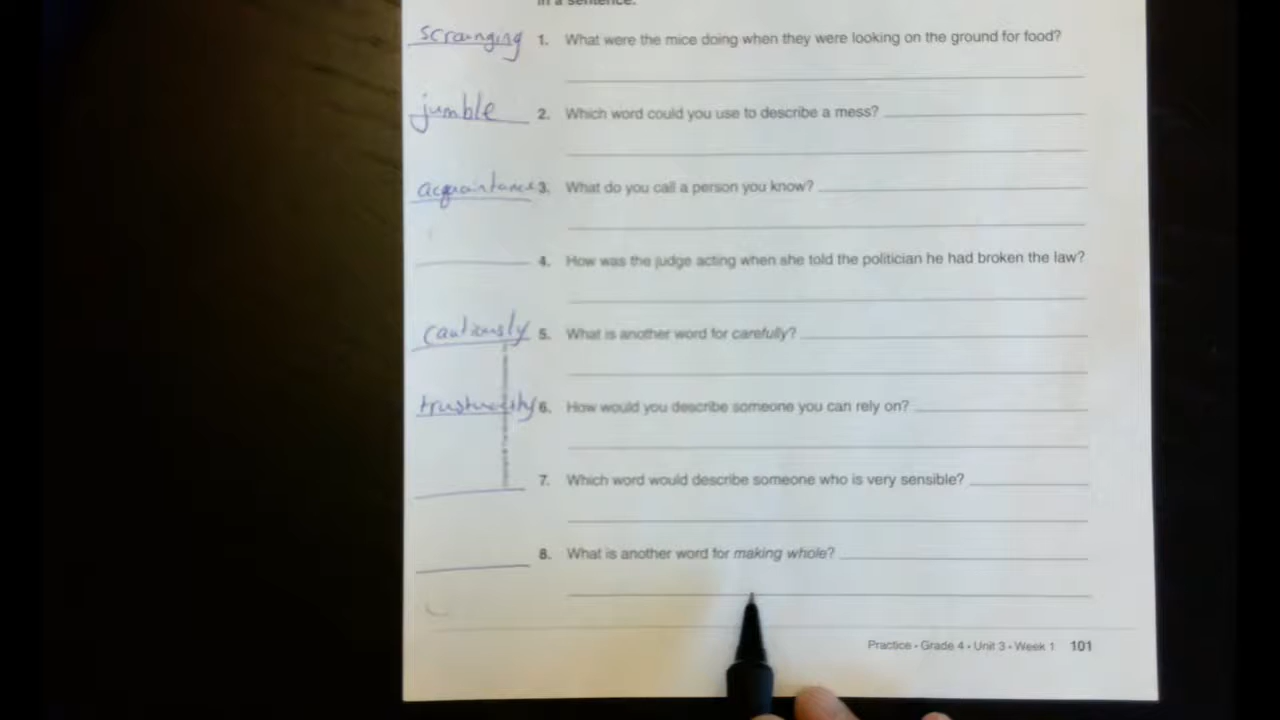 in a sentence.
scrounging 1. What were the mice doing when they were looking on the ground for food?
jumble 2. Which word could you use to describe a mess?
acquaintance 3. What do you call a person you know?
4. How was the judge acting when she told the politician he had broken the law?
cautiously 5. What is another word for carefully?
6. How would you describe someone you can rely on?
7. Which word would describe someone who is very sensible?
8. What is another word for making whole?
Practice • Grade 4 • Unit 3 • Week 1 101